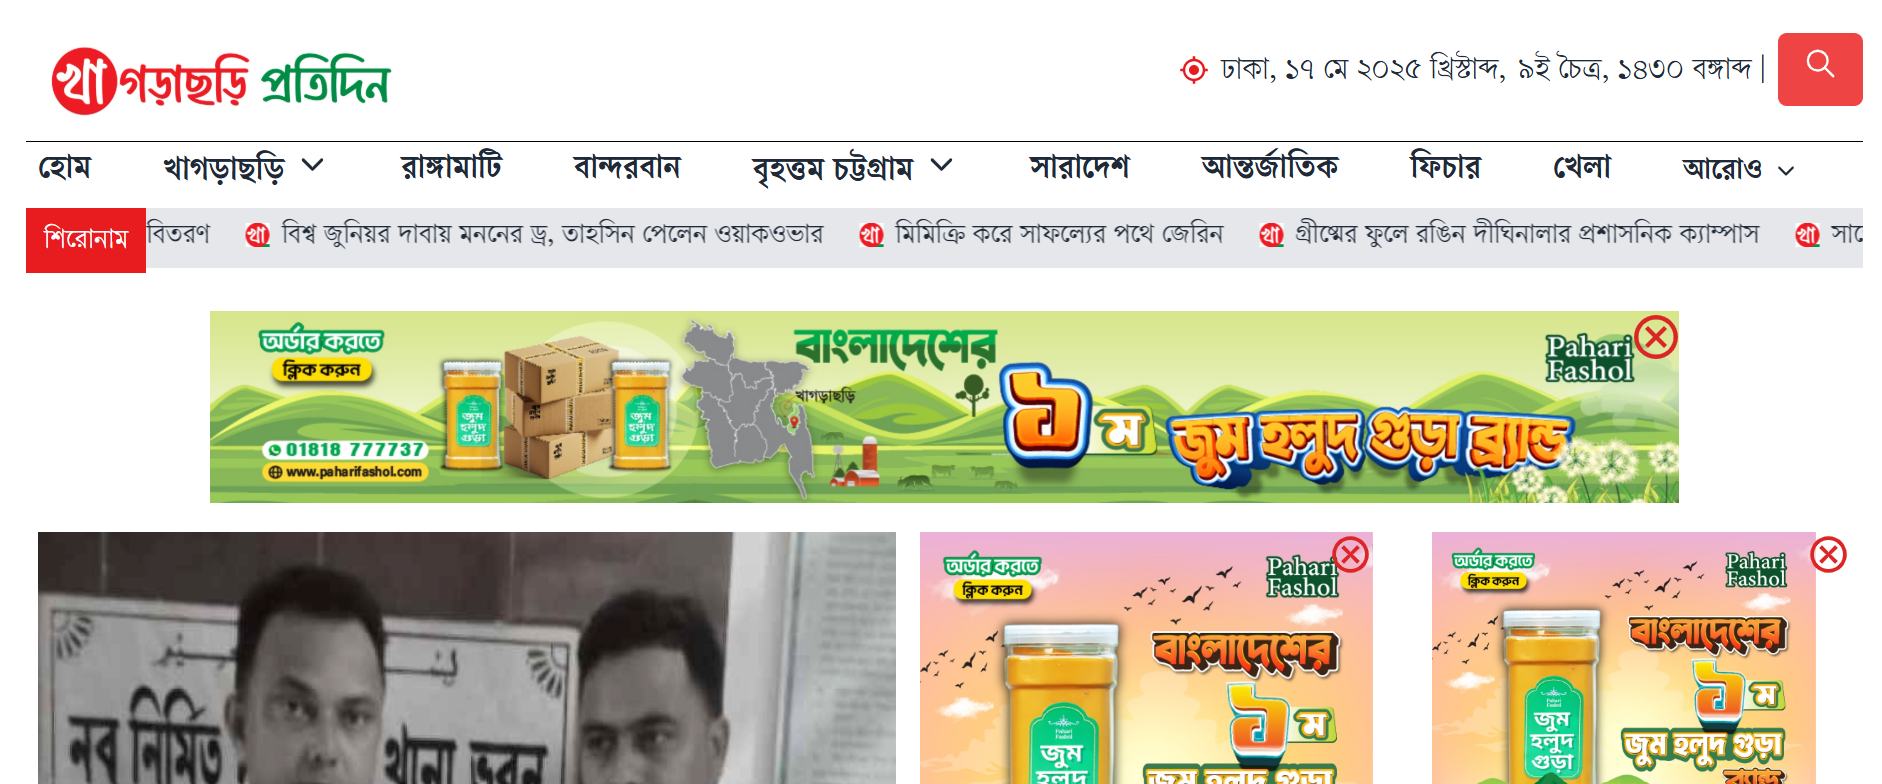 খাগড়াছড়ি প্রতিদিন
ঢাকা, ১৭ মে ২০২৫ খ্রিস্টাব্দ, ৯ই চৈত্র, ১৪৩০ বঙ্গাব্দ |
হোম খাগড়াছড়ি রাঙ্গামাটি বান্দরবান বৃহত্তম চট্টগ্রাম সারাদেশ আন্তর্জাতিক ফিচার খেলা আরোও
শিরোনাম বিতরণ খা বিশ্ব জুনিয়র দাবায় মননের ড্র, তাহসিন পেলেন ওয়াকওভার খা মিমিক্রি করে সাফল্যের পথে জেরিন খা গ্রীষ্মের ফুলে রঙিন দীঘিনালার প্রশাসনিক ক্যাম্পাস খা
অর্ডার করতে
ক্লিক করুন
01818 777737
www.paharifashol.com
জুম
হলুদ
গুড়া
জুম
হলুদ
গুড়া
বাংলাদেশের
খাগড়াছড়ি
১ম
জুম হলুদ গুড়া ব্র্যান্ড
Pahari
Fashol
নব নির্মিত থানা ভবন
অর্ডার করতে
ক্লিক করুন
Pahari
Fashol
বাংলাদেশের
১ম
জুম হলুদ গুড়া
জুম
হলুদ
অর্ডার করতে
ক্লিক করুন
Pahari
Fashol
বাংলাদেশের
১ম
জুম হলুদ গুড়া
ব্র্যান্ড
জুম
হলুদ
গুড়া